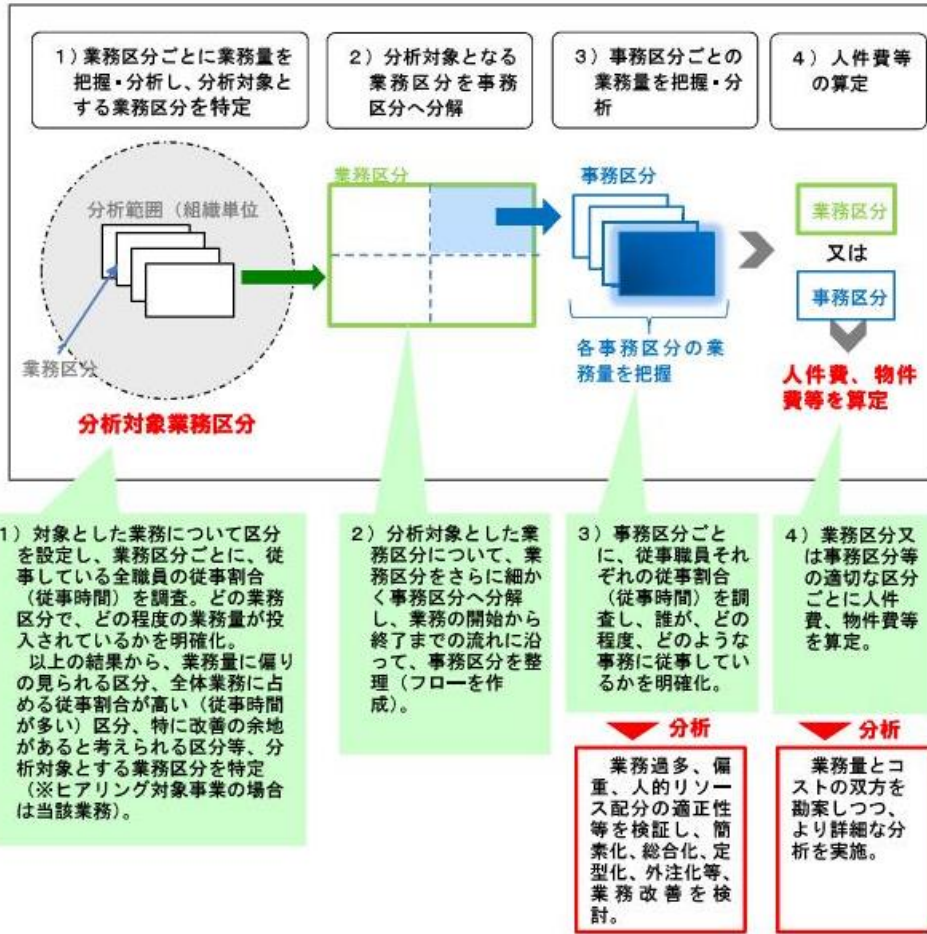 1)業務区分ごとに業務量を
把握・分析し、分析対象と
する業務区分を特定
2)分析対象となる
業務区分を事務
区分へ分解
3)事務区分ごとの
業務量を把握・分
析
4)人件費等
の算定
分析範囲(組織単位
業務区分
分析対象業務区分
業務区分
事務区分
各事務区分の業
務量を把握
業務区分
又は
事務区分
人件費、物件
費等を算定
1)対象とした業務について区分
を設定し、業務区分ごとに、従
事している全職員の従事割合
(従事時間)を調査。どの業務
区分で、どの程度の業務量が投
入されているかを明確化。
以上の結果から、業務量に偏り
の見られる区分、全体業務に占
める従事割合が高い(従事時間
が多い)区分、特に改善の余地
があると考えられる区分等、分
析対象とする業務区分を特定
(※ヒアリング対象事業の場合
は当該業務)。
2)分析対象とした業
務区分について、業
務区分をさらに細か
く事務区分へ分解
し、業務の開始から
終了までの流れに沿
って、事務区分を整
理(フローを作
成)。
3)事務区分ごと
に、従事職員それ
ぞれの従事割合
(従事時間)を調
査し、誰が、どの
程度、どのような
事務に従事してい
るかを明確化。
分析
業務過多、偏
重、人的リソー
ス配分の適正性
等を検証し、簡
素化、総合化、定
型化、外注化等、
業務改善を検
討。
4)業務区分又
は事務区分等
の適切な区分
ごとに人件
費、物件費等
を算定。
分析
業務量とコ
ストの双方を
勘案しつつ、
より詳細な分
析を実施。